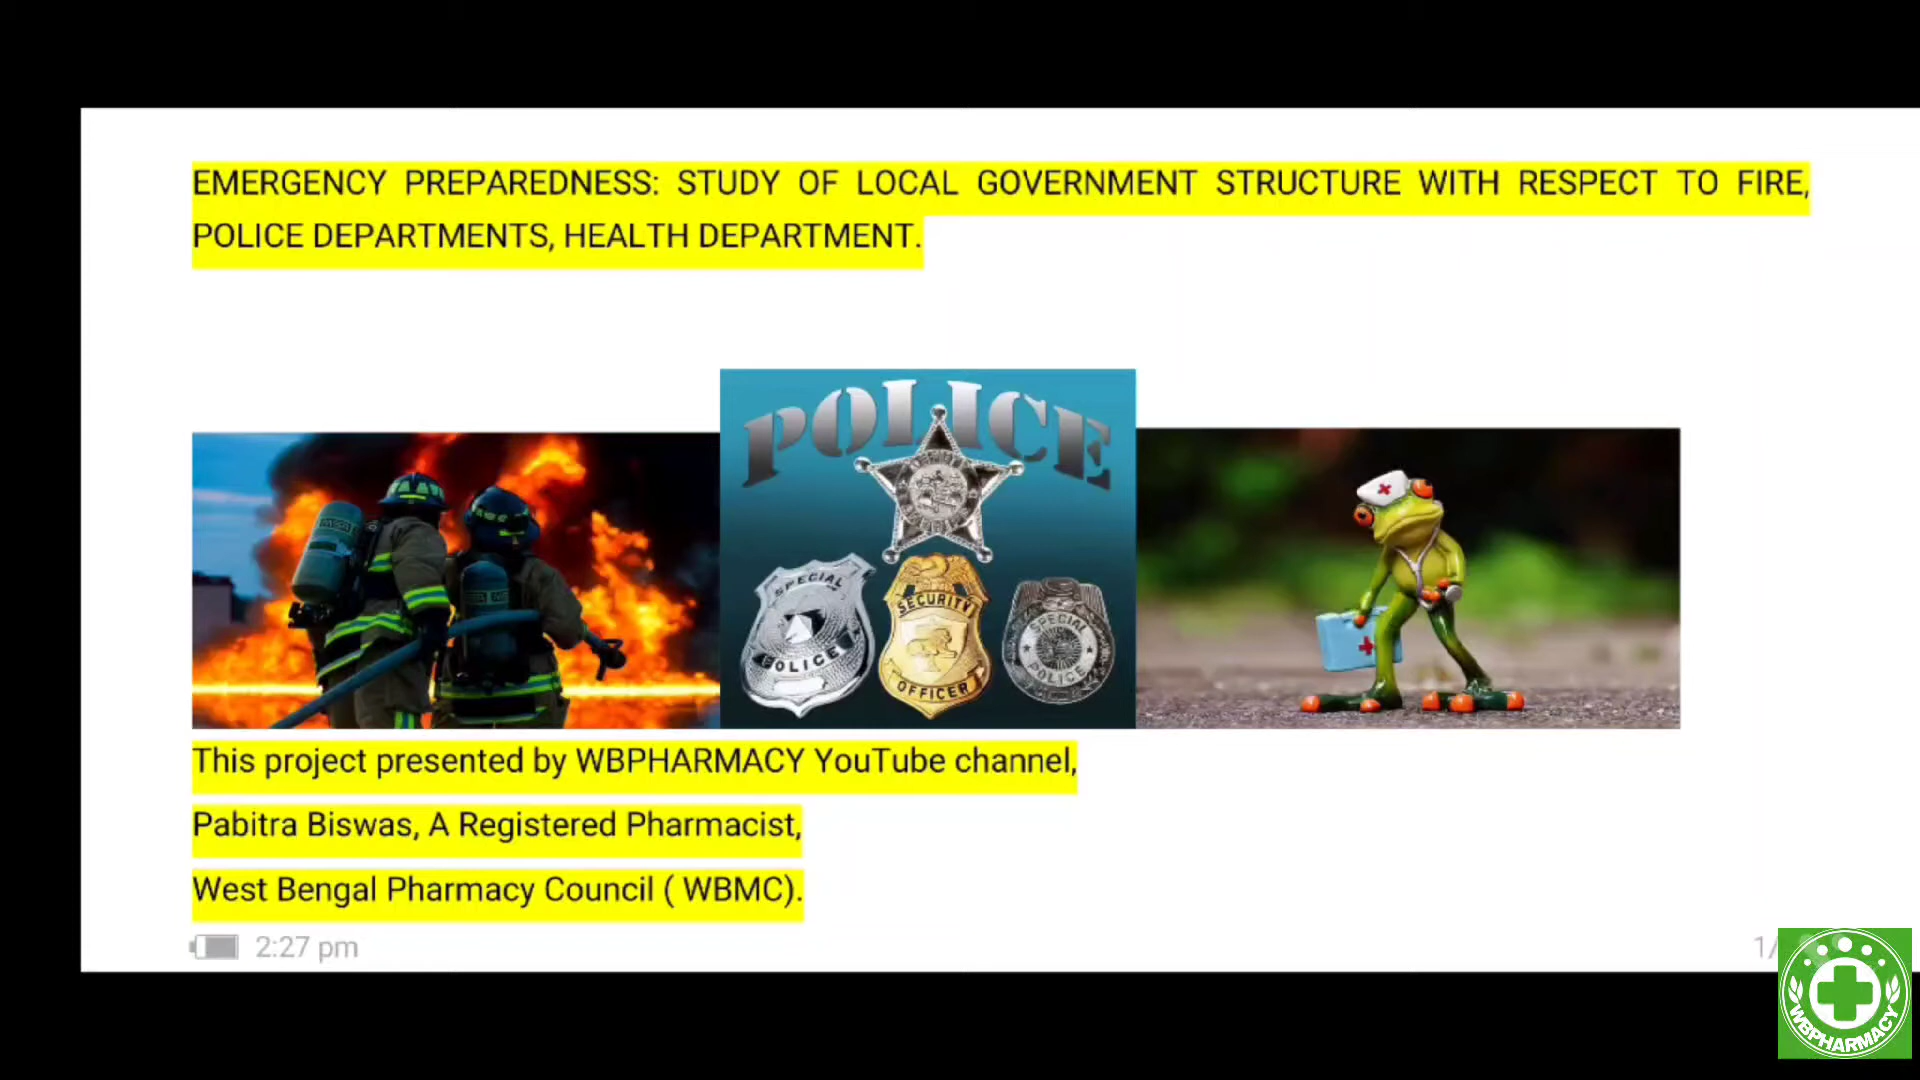 EMERGENCY PREPAREDNESS: STUDY OF LOCAL GOVERNMENT STRUCTURE WITH RESPECT TO FIRE,
POLICE DEPARTMENTS, HEALTH DEPARTMENT.
POLICE
SPECIAL
POLICE
SECURITY
OFFICER
SPECIAL
POLICE
This project presented by WBPHARMACY YouTube channel,
Pabitra Biswas, A Registered Pharmacist,
West Bengal Pharmacy Council ( WBMC).
2:27 pm
1/
WBPHARMACY